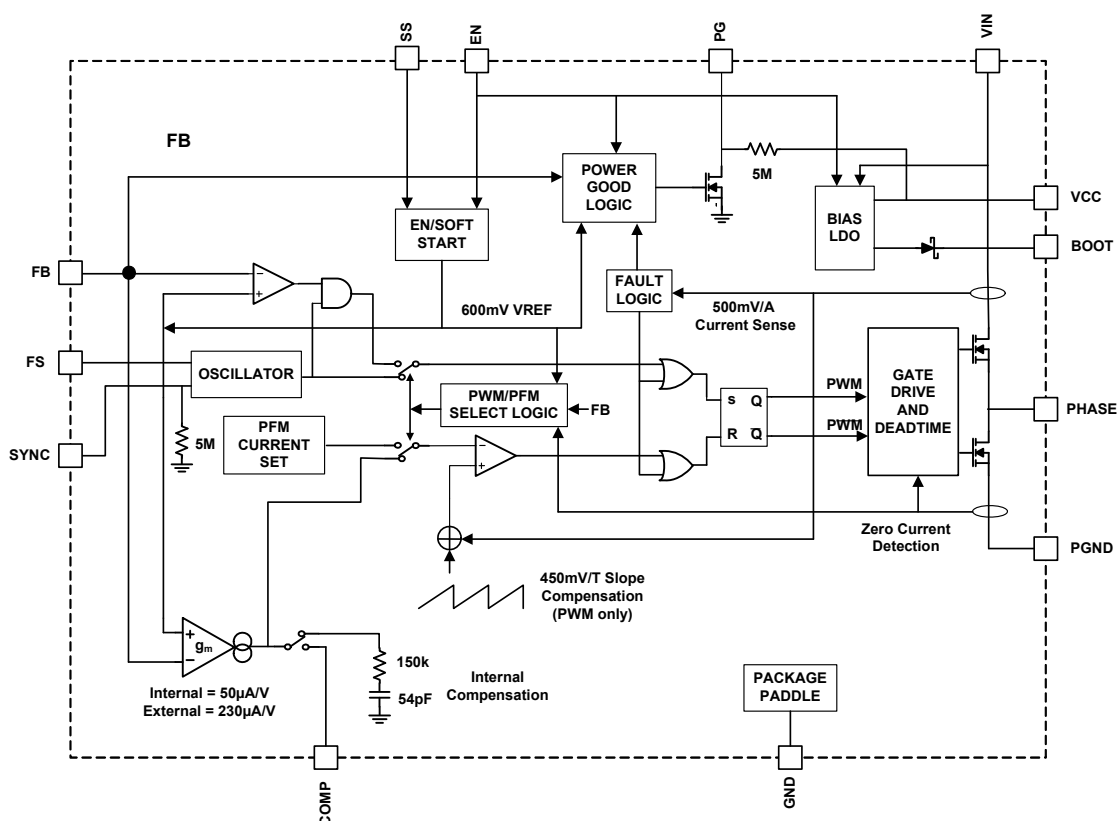 SS
EN
PG
VIN
FB
5M
POWER
GOOD
LOGIC
EN/SOFT
START
BIAS
LDO
VCC
BOOT
FB
FAULT
LOGIC
600mV VREF
500mV/A
Current Sense
FS
OSCILLATOR
PWM/PFM
SELECT LOGIC
FB
5M
SYNC
PFM
CURRENT
SET
S Q
R Q
PWM
PWM
GATE
DRIVE
AND
DEADTIME
PHASE
Zero Current
Detection
PGND
450mV/T Slope
Compensation
(PWM only)
gm
Internal = 50µA/V
External = 230µA/V
150k
54pF
Internal
Compensation
PACKAGE
PADDLE
COMP
GND